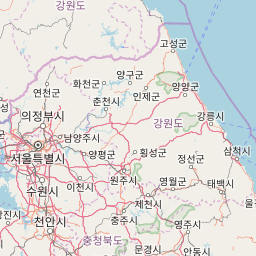 강원도
고성군
양구군
화천군
연천군
인제군
양양군
춘천시
의정부시
강원도
강릉시
남양주시
서울특별시
양평군
횡성군
정선군
삼척시
원주시
수원시
이천시
영월군
태백시
제천시
천안시
충주시
영주시
충청북도
문경시
안동시